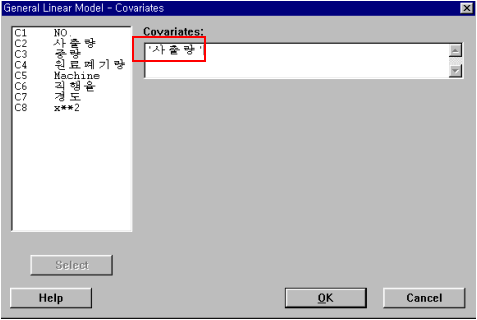 General Linear Model - Covariates
C1 NO.
C2 사출량
C3 중량
C4 원료폐기량
C5 Machine
C6 직행율
C7 경도
C8 x**2
Covariates:
'사출량'
Select
Help
OK
Cancel